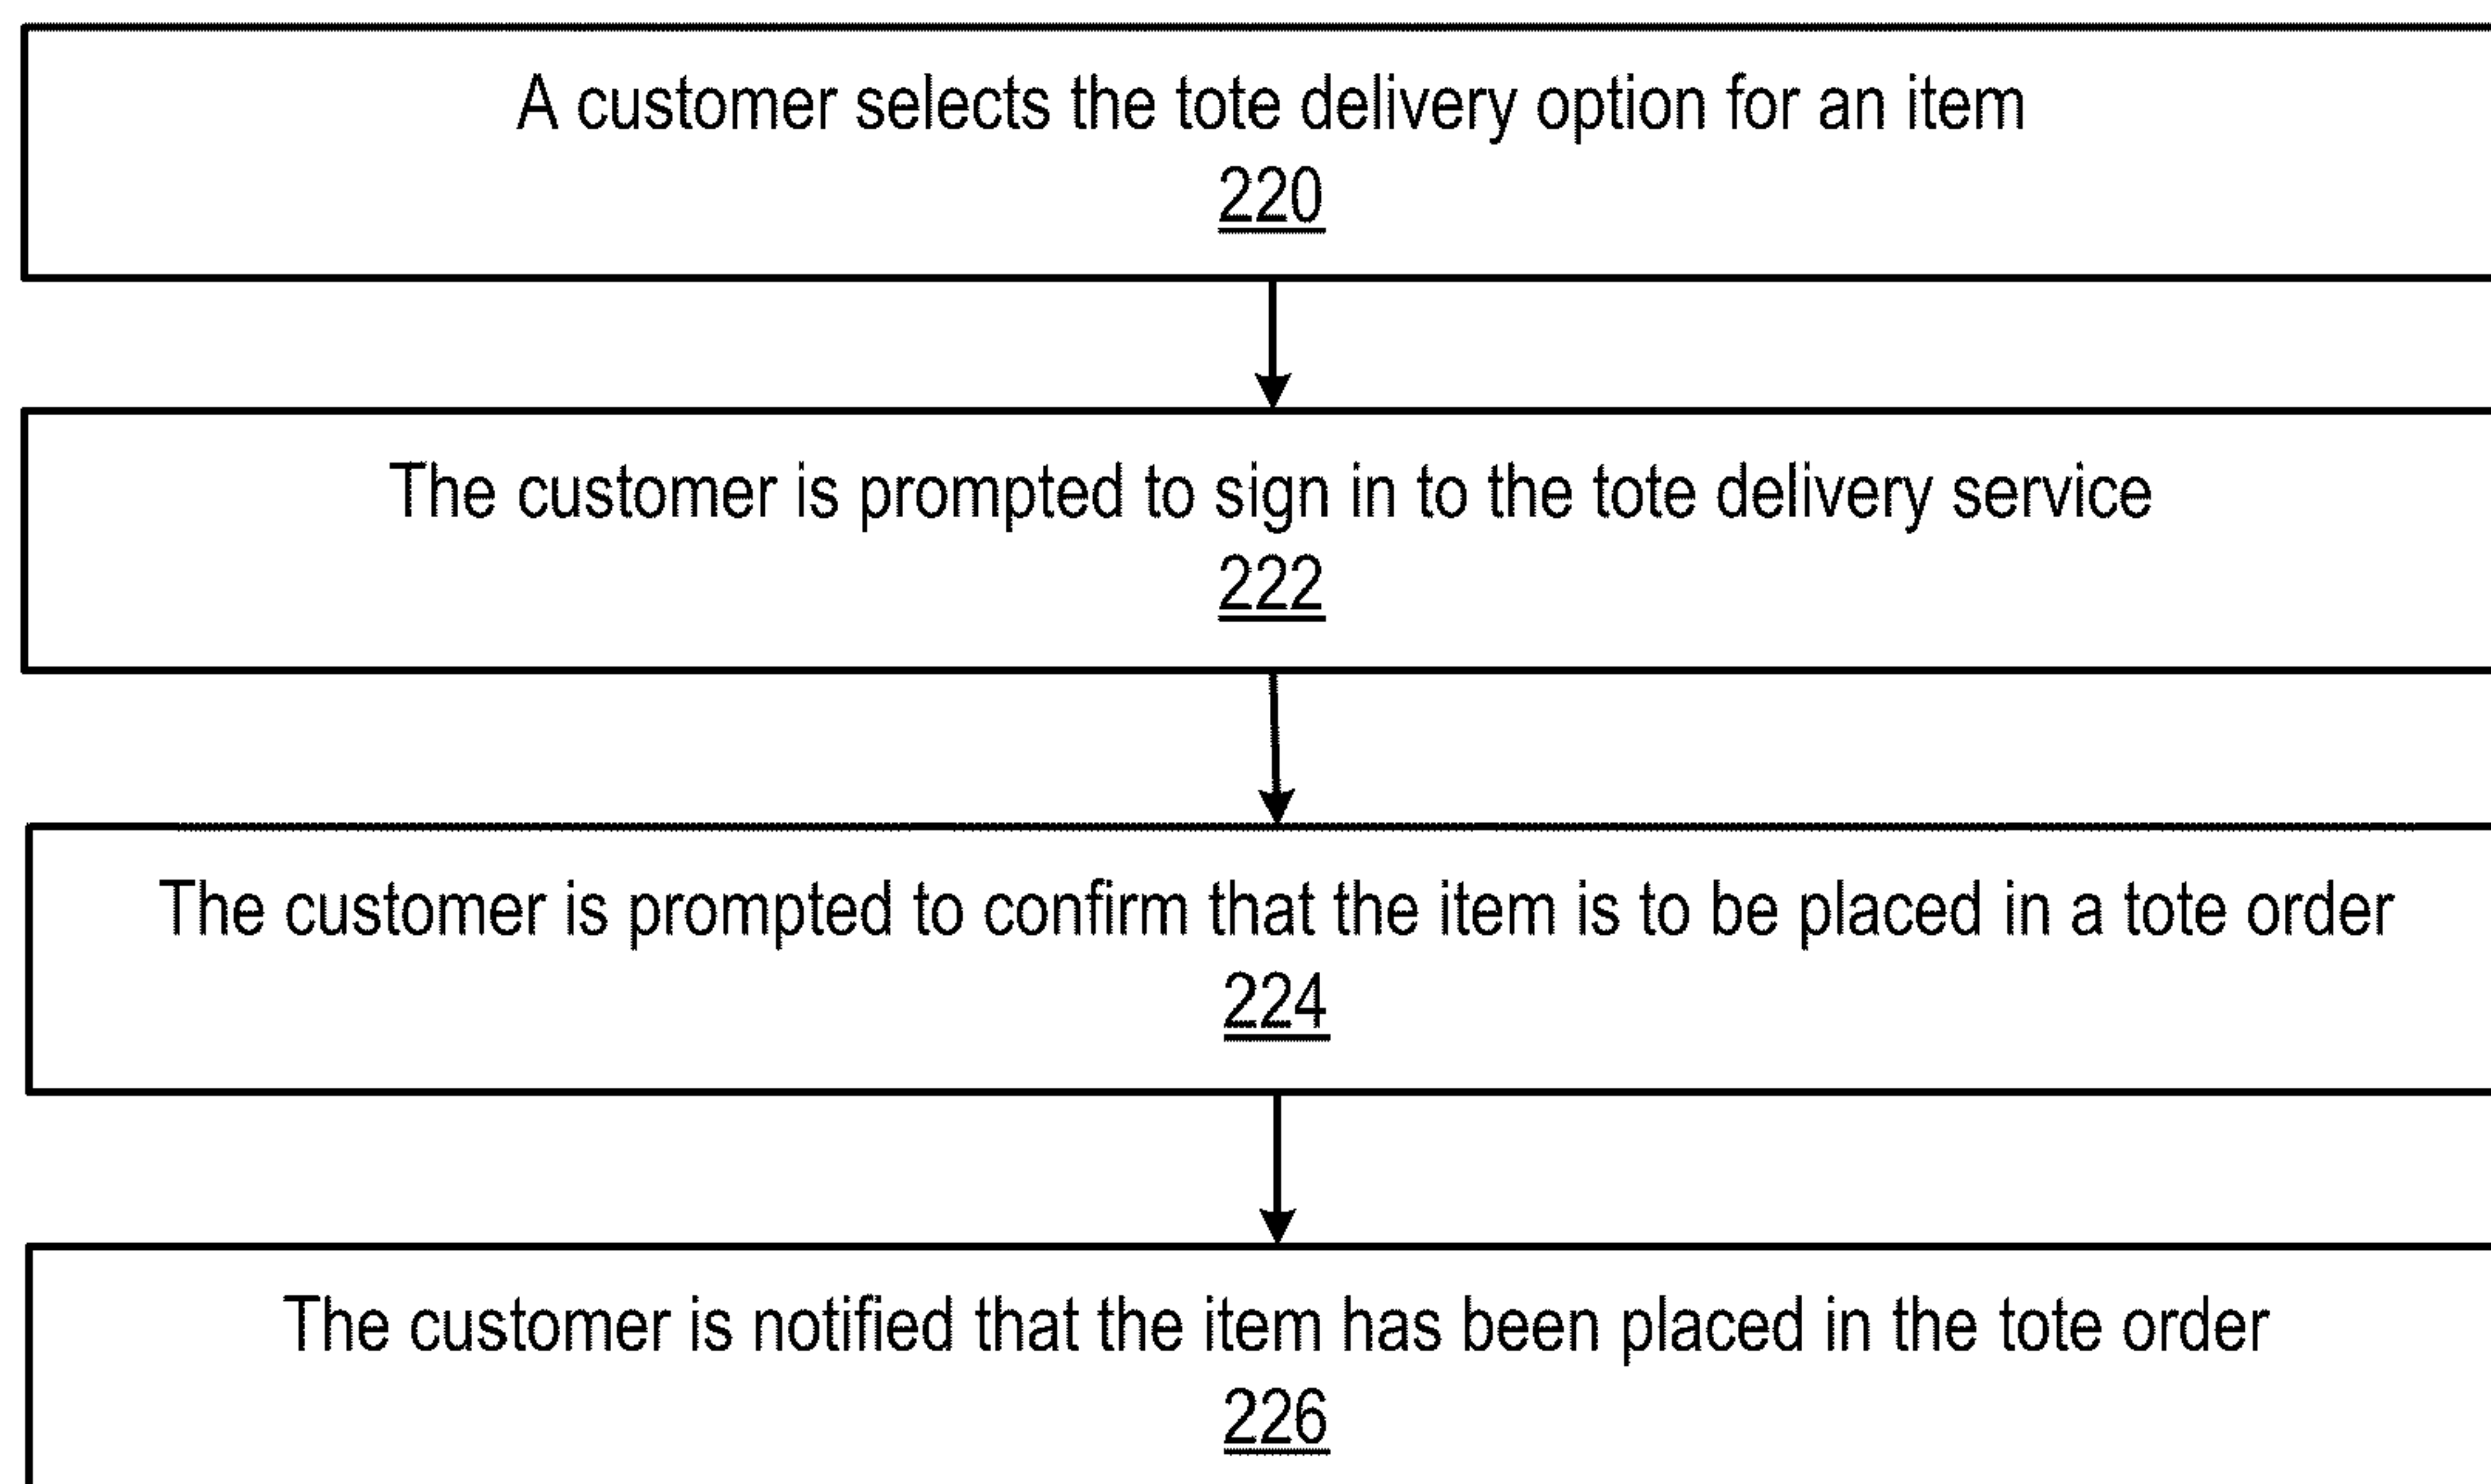 A customer selects the tote delivery option for an item
220
The customer is prompted to sign in to the tote delivery service
222
The customer is prompted to confirm that the item is to be placed in a tote order
224
The customer is notified that the item has been placed in the tote order
226